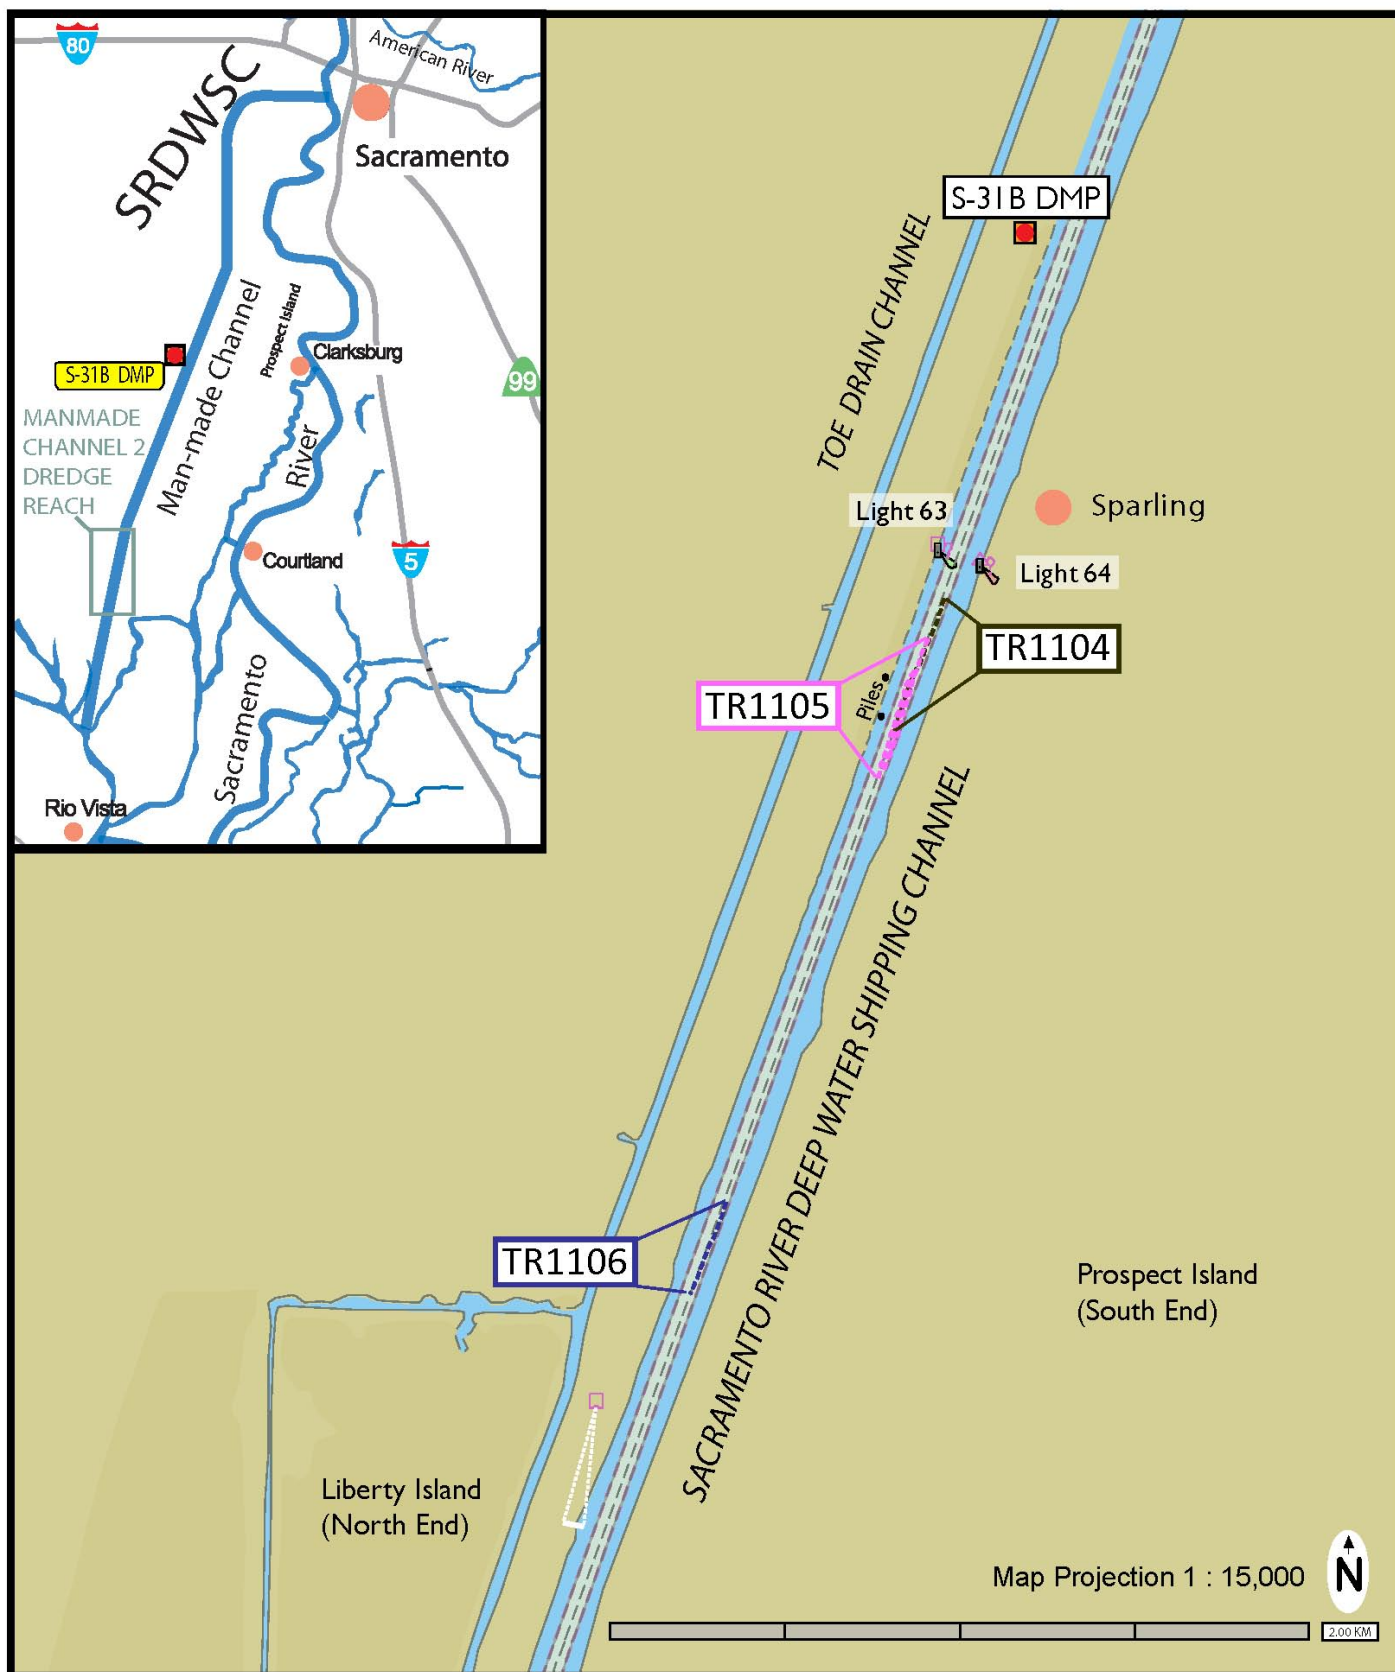 80
American River
SRDWSC
Sacramento
Man-made Channel
Prospect Island
Clarksburg
S-31B DMP
99
MANMADE
CHANNEL 2
DREDGE
REACH
River
Courtland
5
Sacramento
Rio Vista
S-31B DMP
TOE DRAIN CHANNEL
Light 63
Sparling
Light 64
TR1104
TR1105
Piles
SACRAMENTO RIVER DEEP WATER SHIPPING CHANNEL
TR1106
Prospect Island
(South End)
Liberty Island
(North End)
Map Projection 1 : 15,000
N
2.00 KM